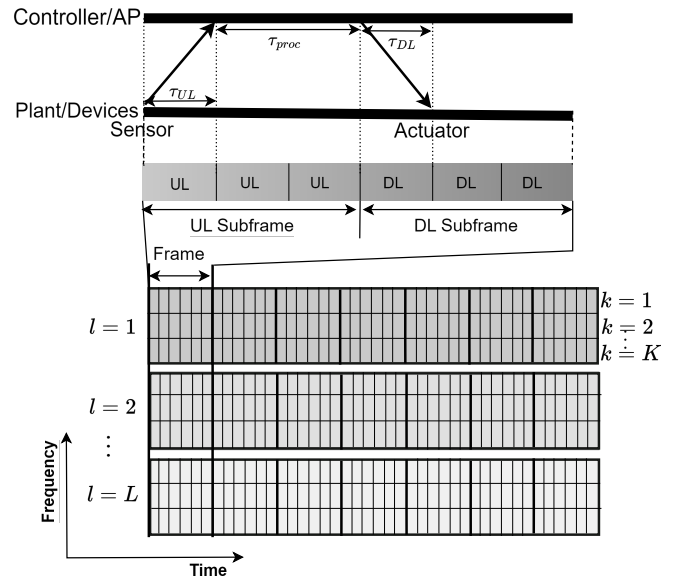 Controller/AP
τ_proc
τ_DL
τ_UL
Plant/Devices
Sensor
Actuator
UL UL UL DL DL DL
UL Subframe
DL Subframe
Frame
k = 1
l = 1
k = 2
⋮
k = K
l = 2
⋮
l = L
Frequency
Time